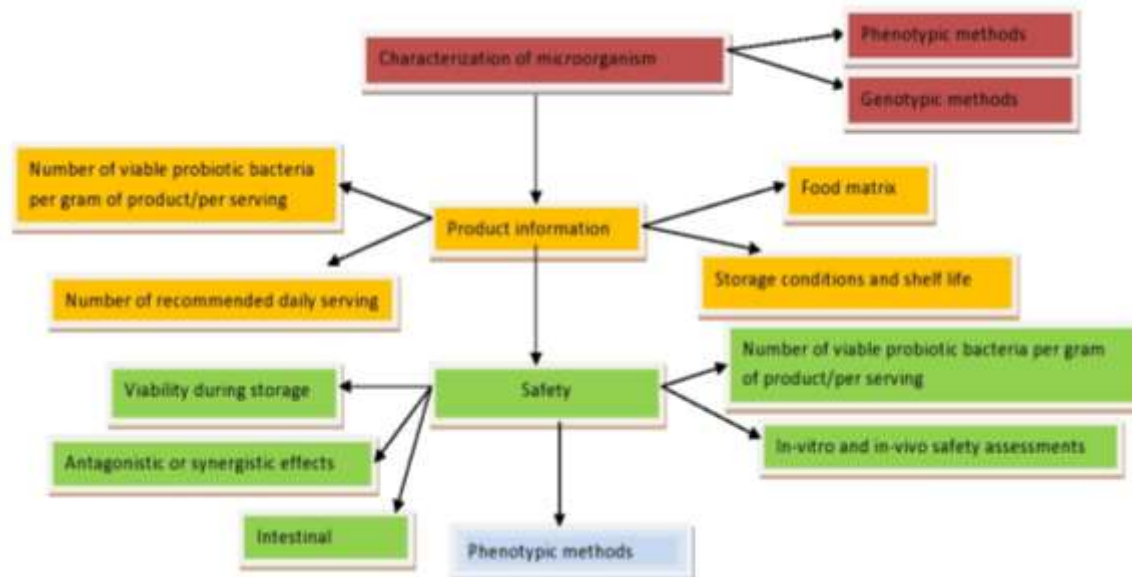 Phenotypic methods
Characterization of microorganism
Genotypic methods
Number of viable probiotic bacteria
per gram of product/per serving
Food matrix
Product information
Storage conditions and shelf life
Number of recommended daily serving
Number of viable probiotic bacteria per gram
of product/per serving
Viability during storage
Safety
In-vitro and in-vivo safety assessments
Antagonistic or synergistic effects
Intestinal
Phenotypic methods